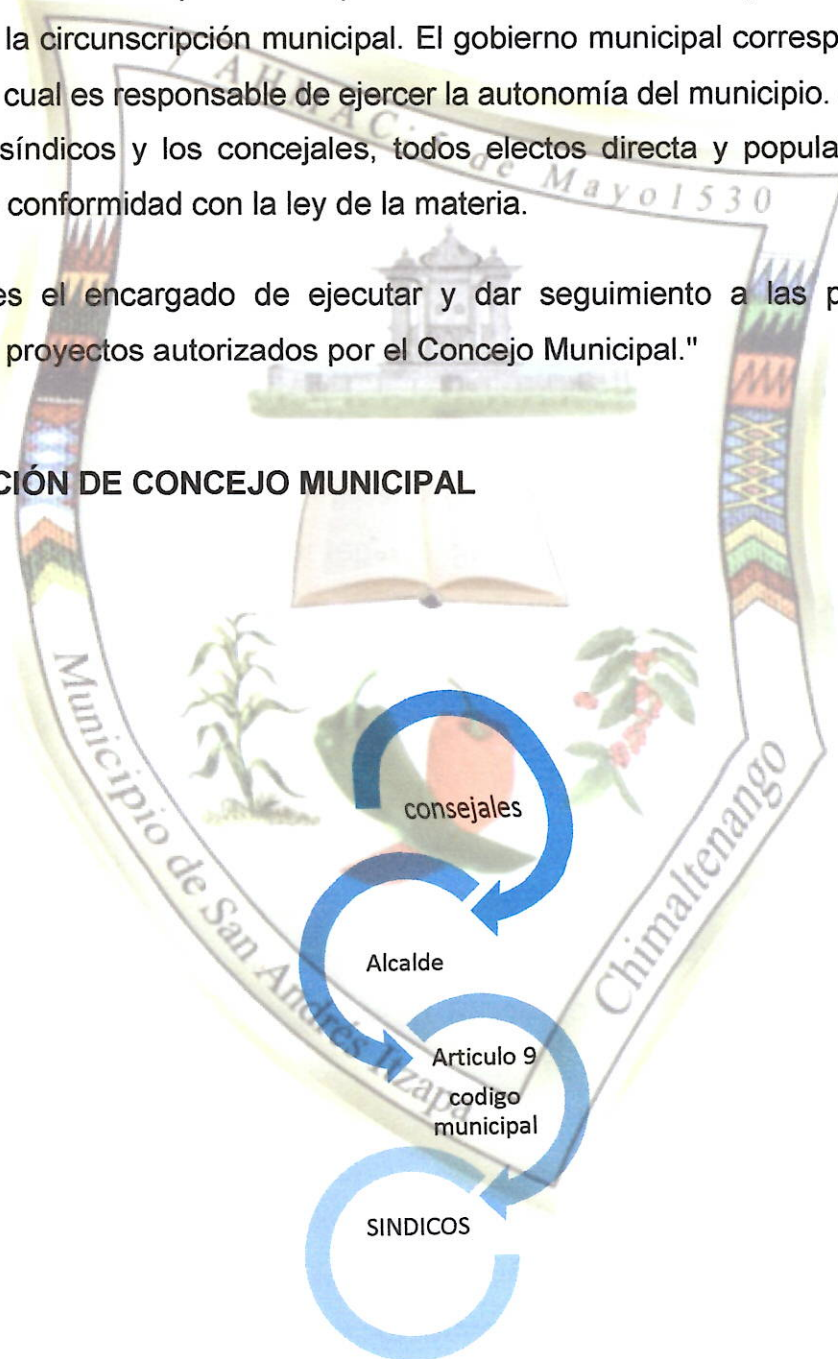 la circunscripción municipal. El gobierno municipal corresp
cual es responsable de ejercer la autonomía del municipio.
síndicos y los concejales, todos electos directa y popula
conformidad con la ley de la materia.
es el encargado de ejecutar y dar seguimiento a las p
proyectos autorizados por el Concejo Municipal."
CIÓN DE CONCEJO MUNICIPAL
de Mayo 1530
Municipio de San Andrés Itzapa
Chimaltenango
consejales
Alcalde
Articulo 9
codigo
municipal
SINDICOS